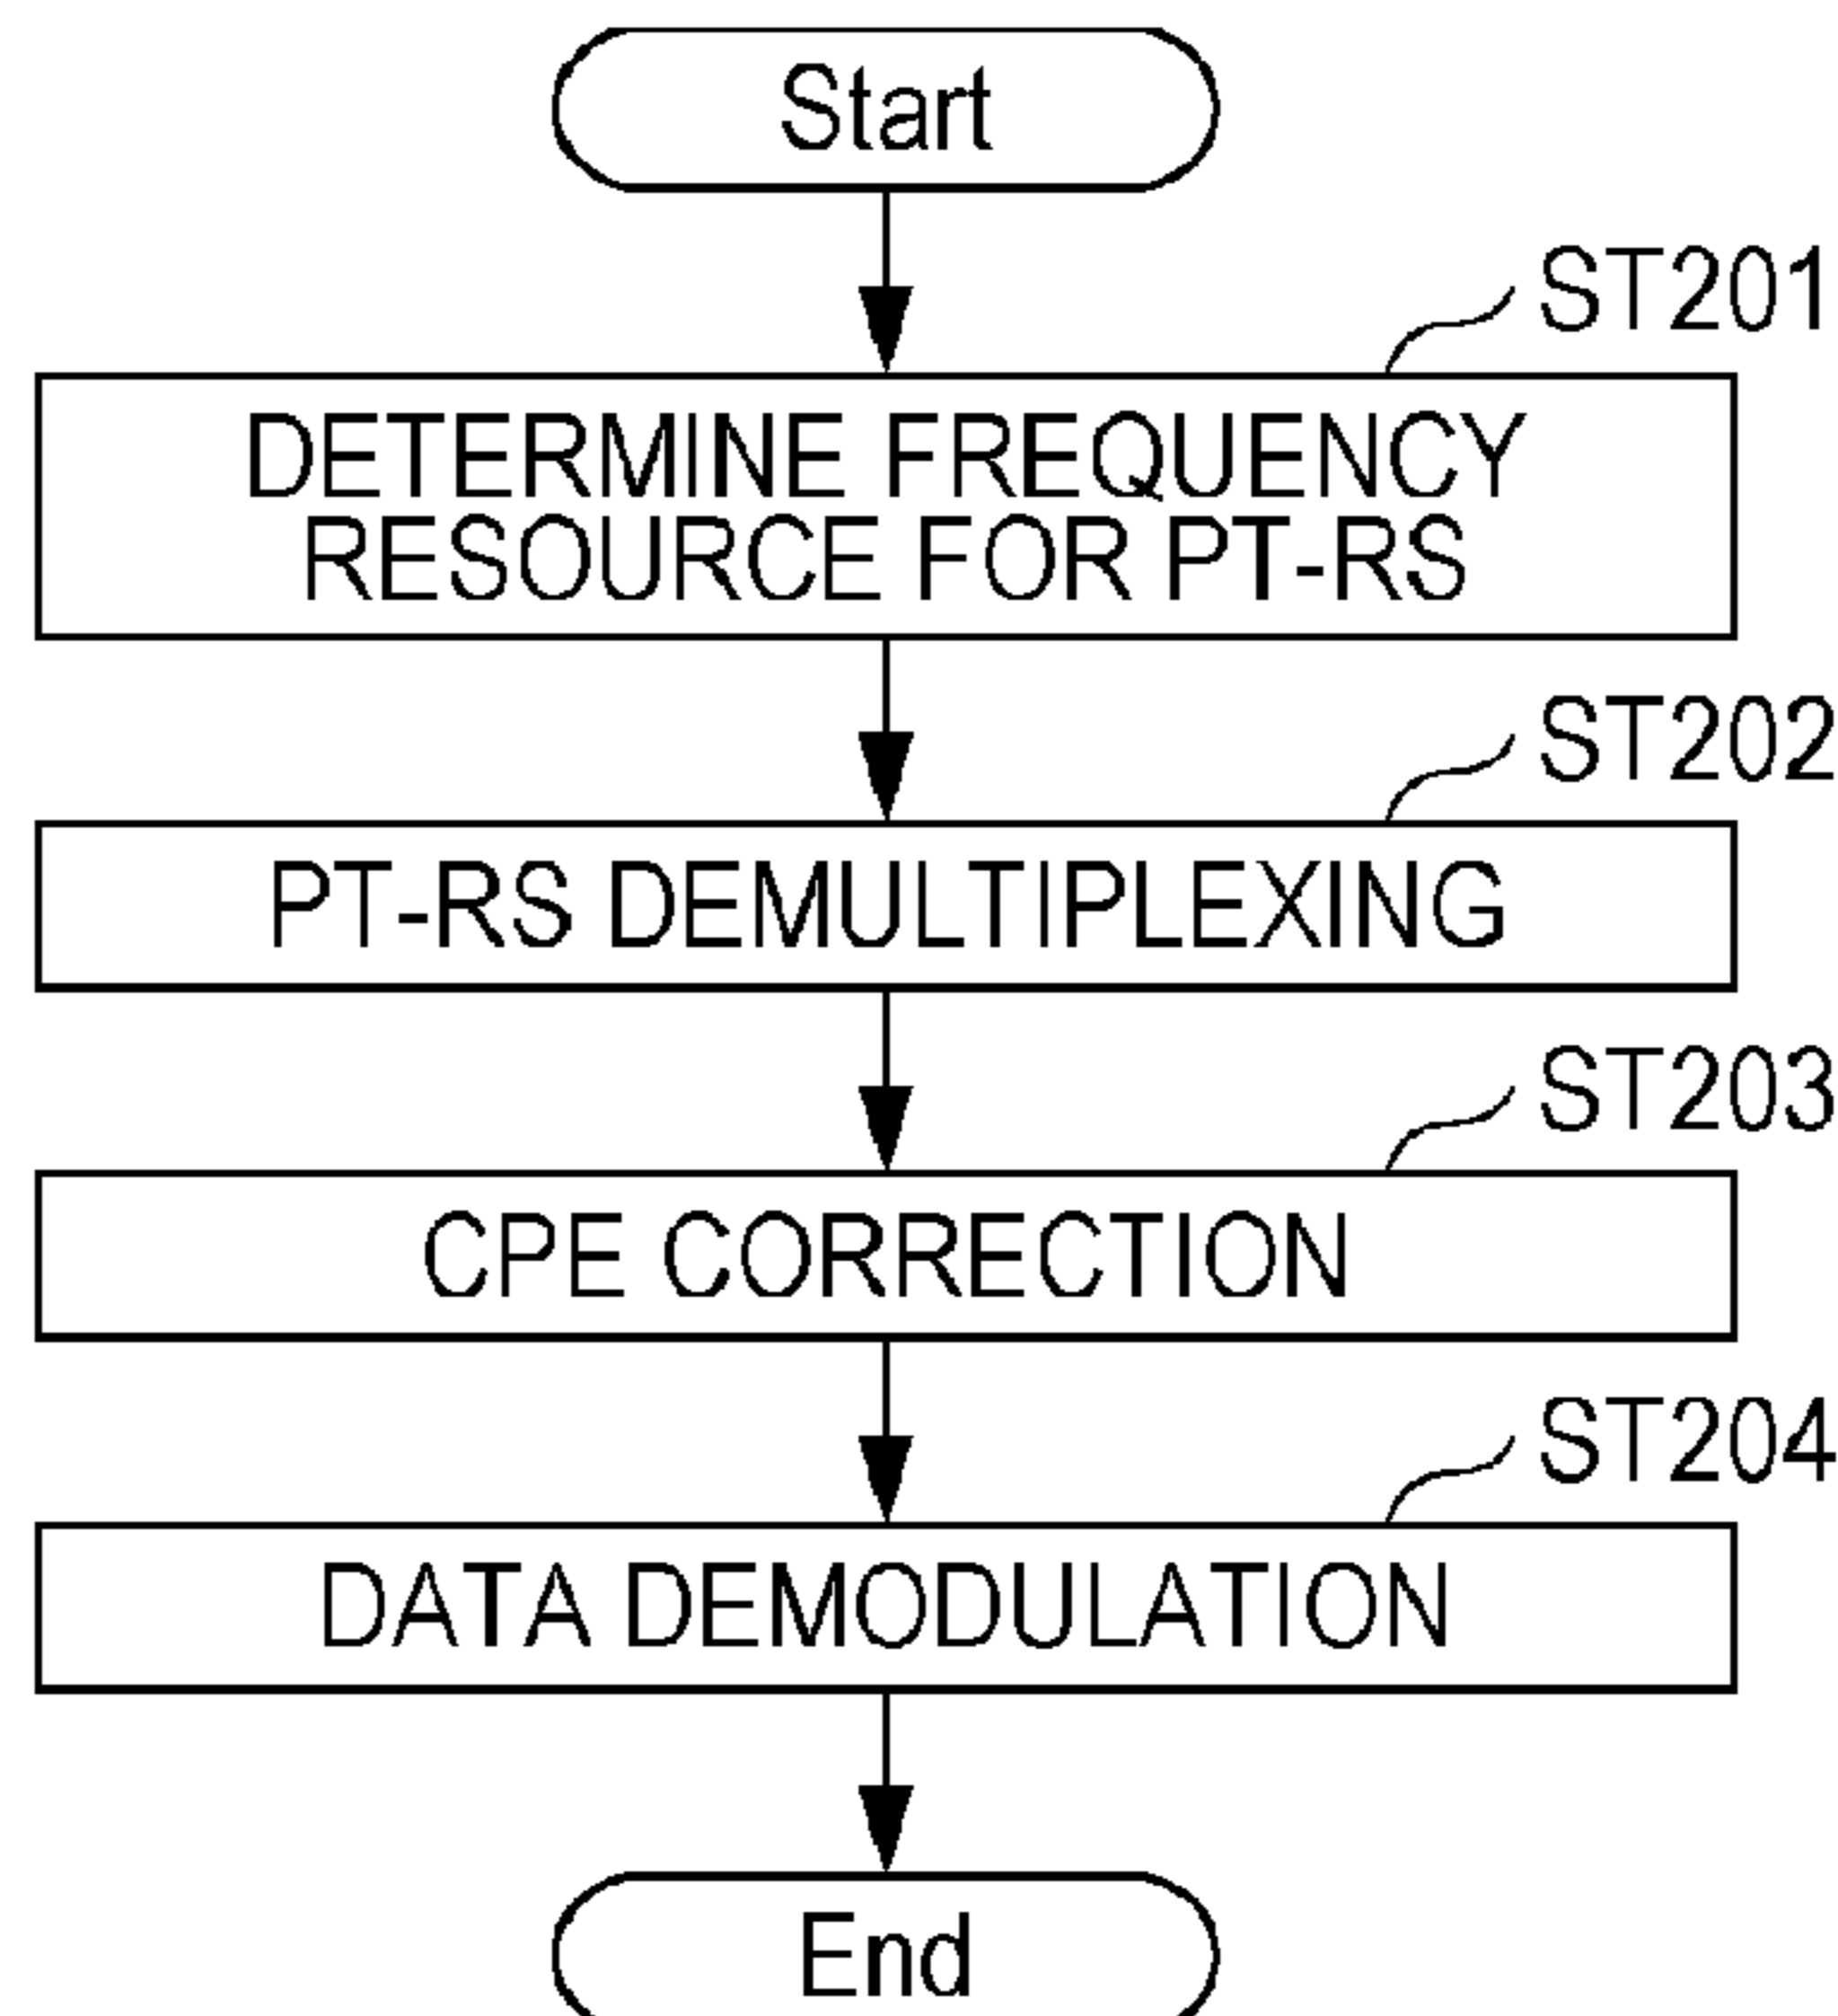 Start
ST201
DETERMINE FREQUENCY
RESOURCE FOR PT-RS
ST202
PT-RS DEMULTIPLEXING
ST203
CPE CORRECTION
ST204
DATA DEMODULATION
End